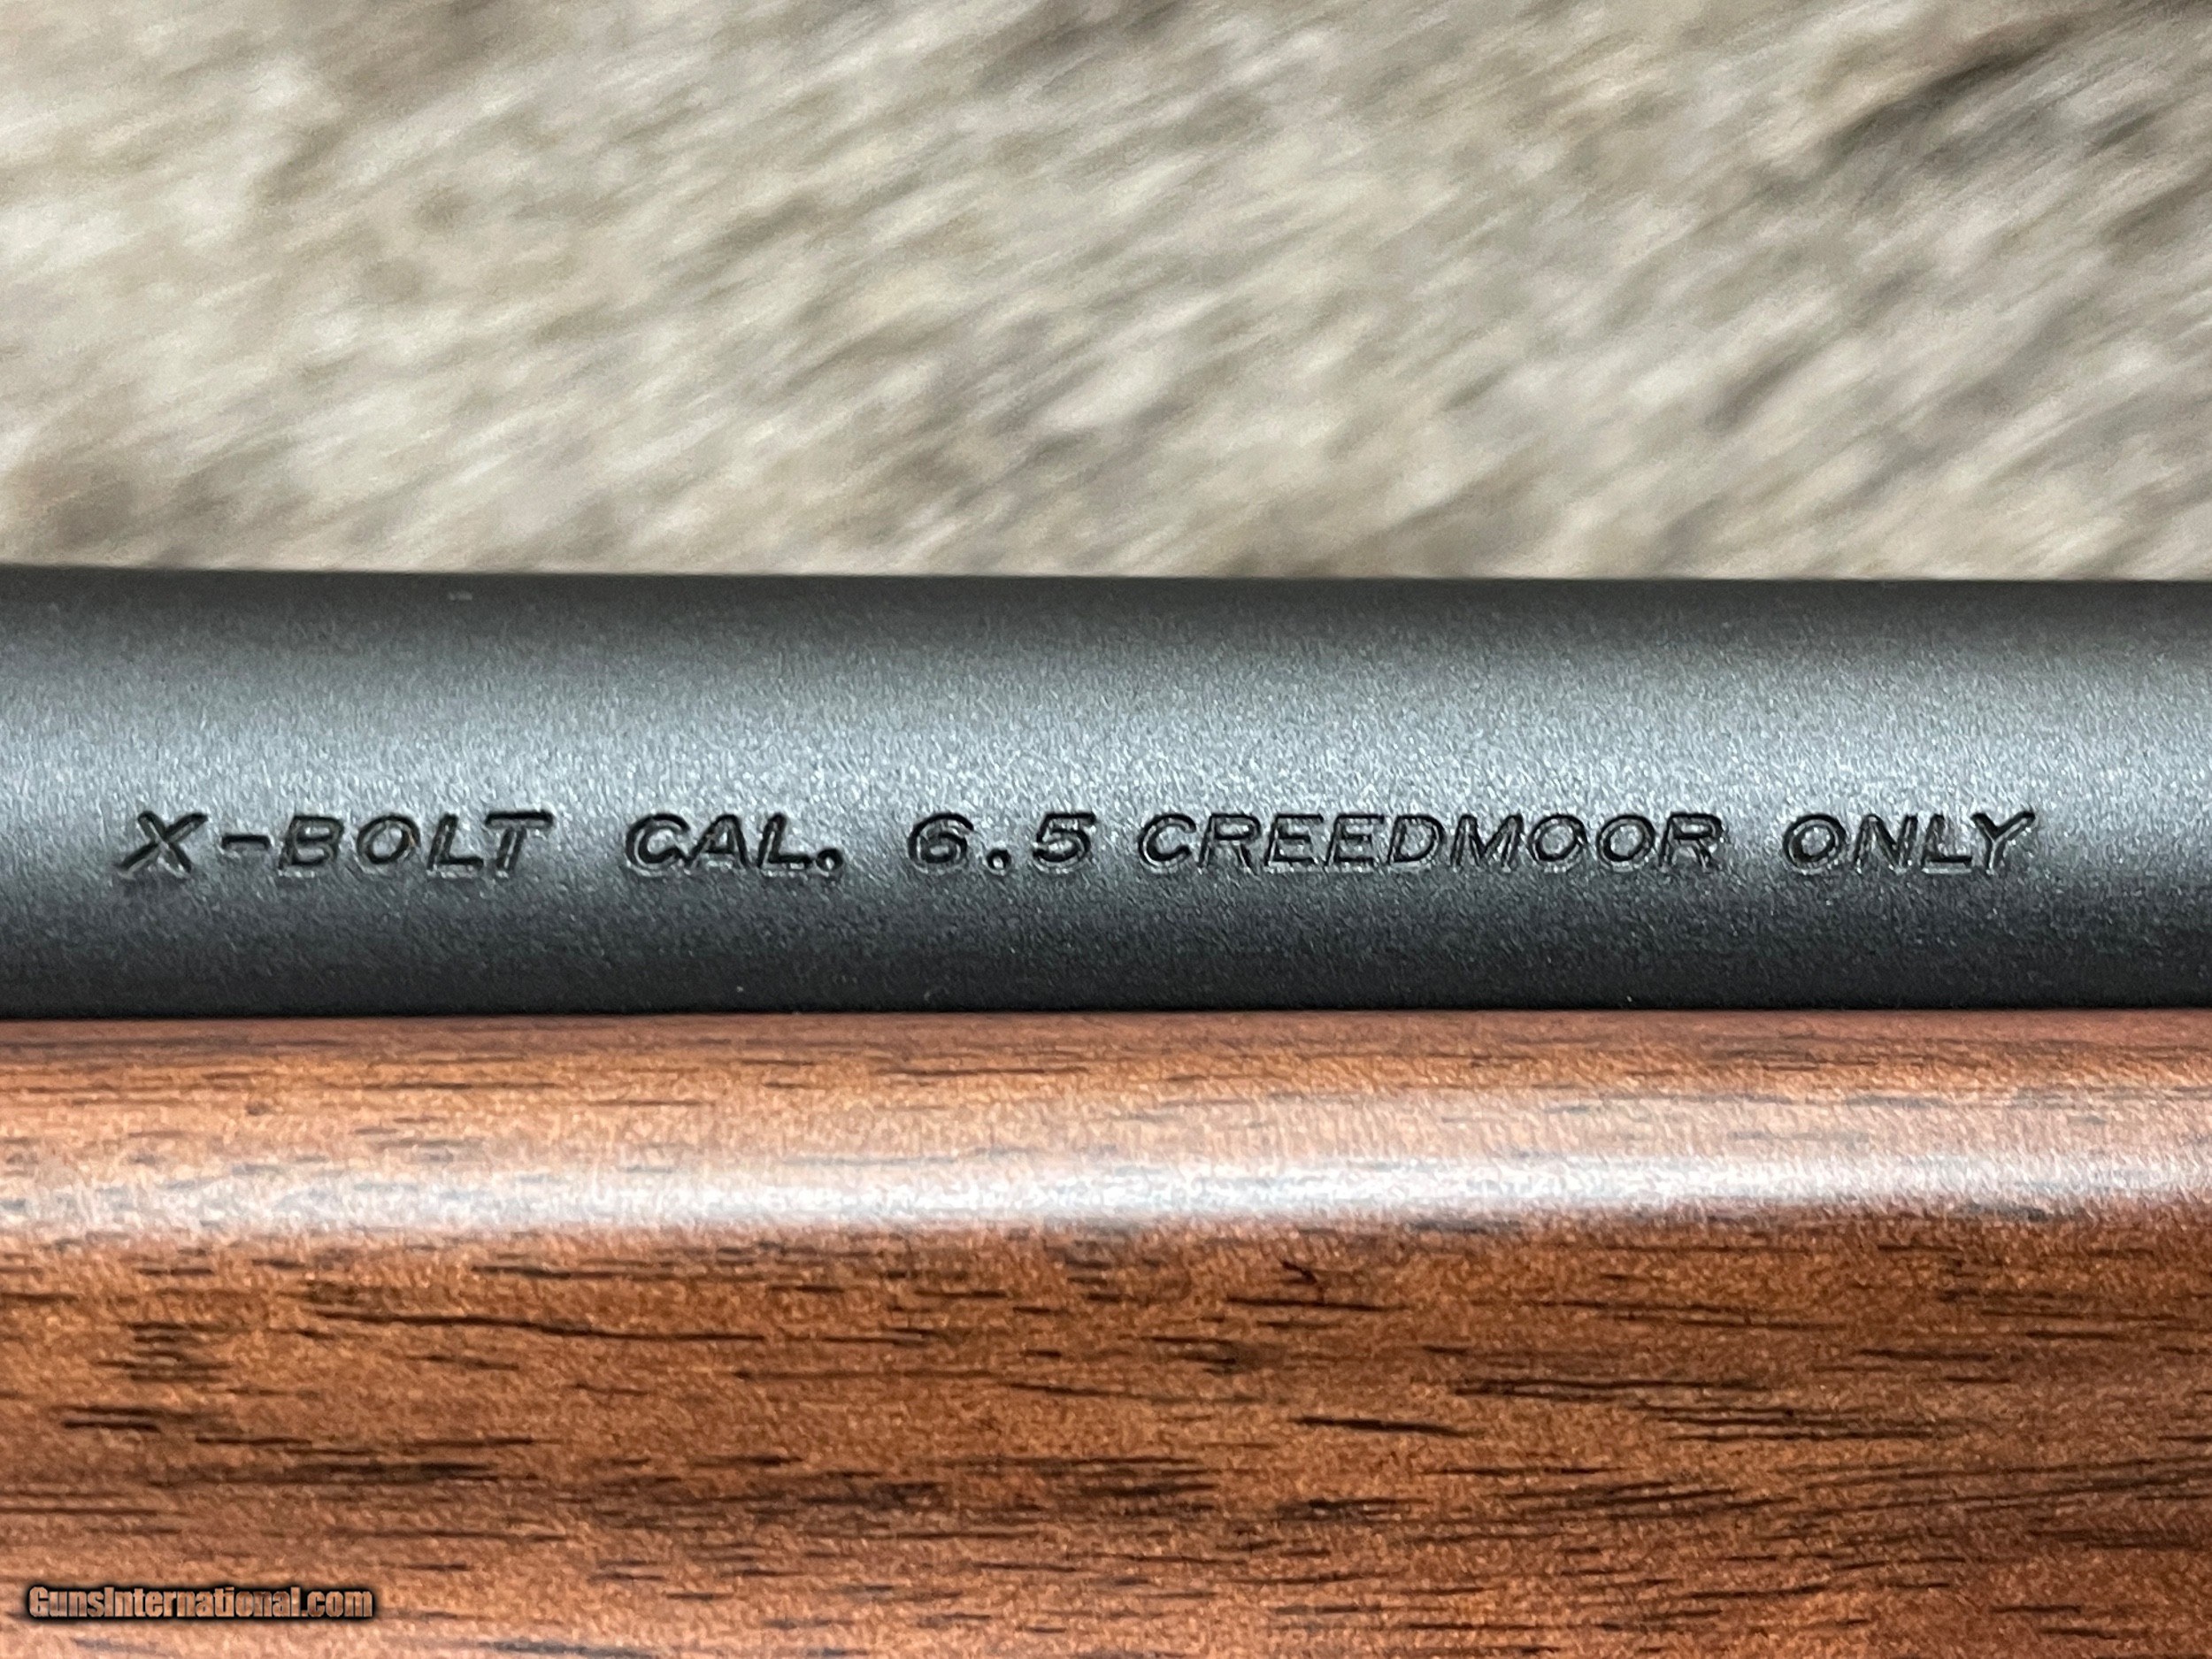 X-BOLT CAL. 6.5 CREEDMOOR ONLY
GunsInternational.com